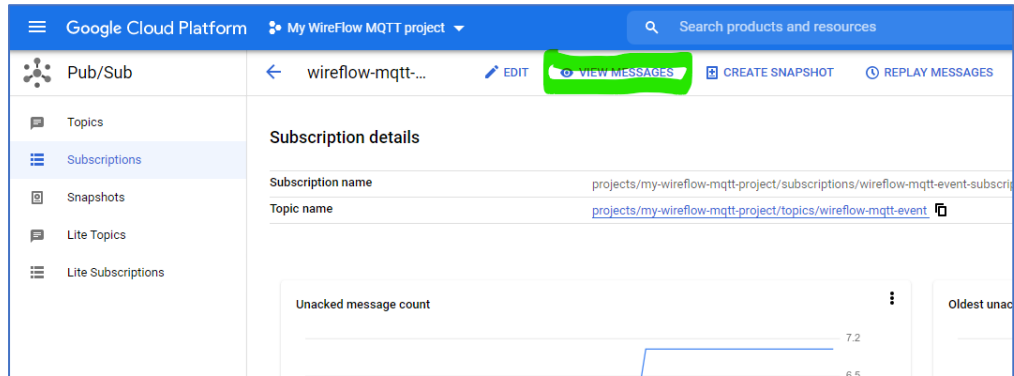 Google Cloud Platform My WireFlow MQTT project Search products and resources
Pub/Sub wireflow-mqtt-... EDIT VIEW MESSAGES CREATE SNAPSHOT REPLAY MESSAGES
Topics
Subscriptions
Snapshots
Lite Topics
Lite Subscriptions
Subscription details
Subscription name projects/my-wireflow-mqtt-project/subscriptions/wireflow-mqtt-event-subscrip
Topic name projects/my-wireflow-mqtt-project/topics/wireflow-mqtt-event
Unacked message count Oldest unac
7.2
6.5